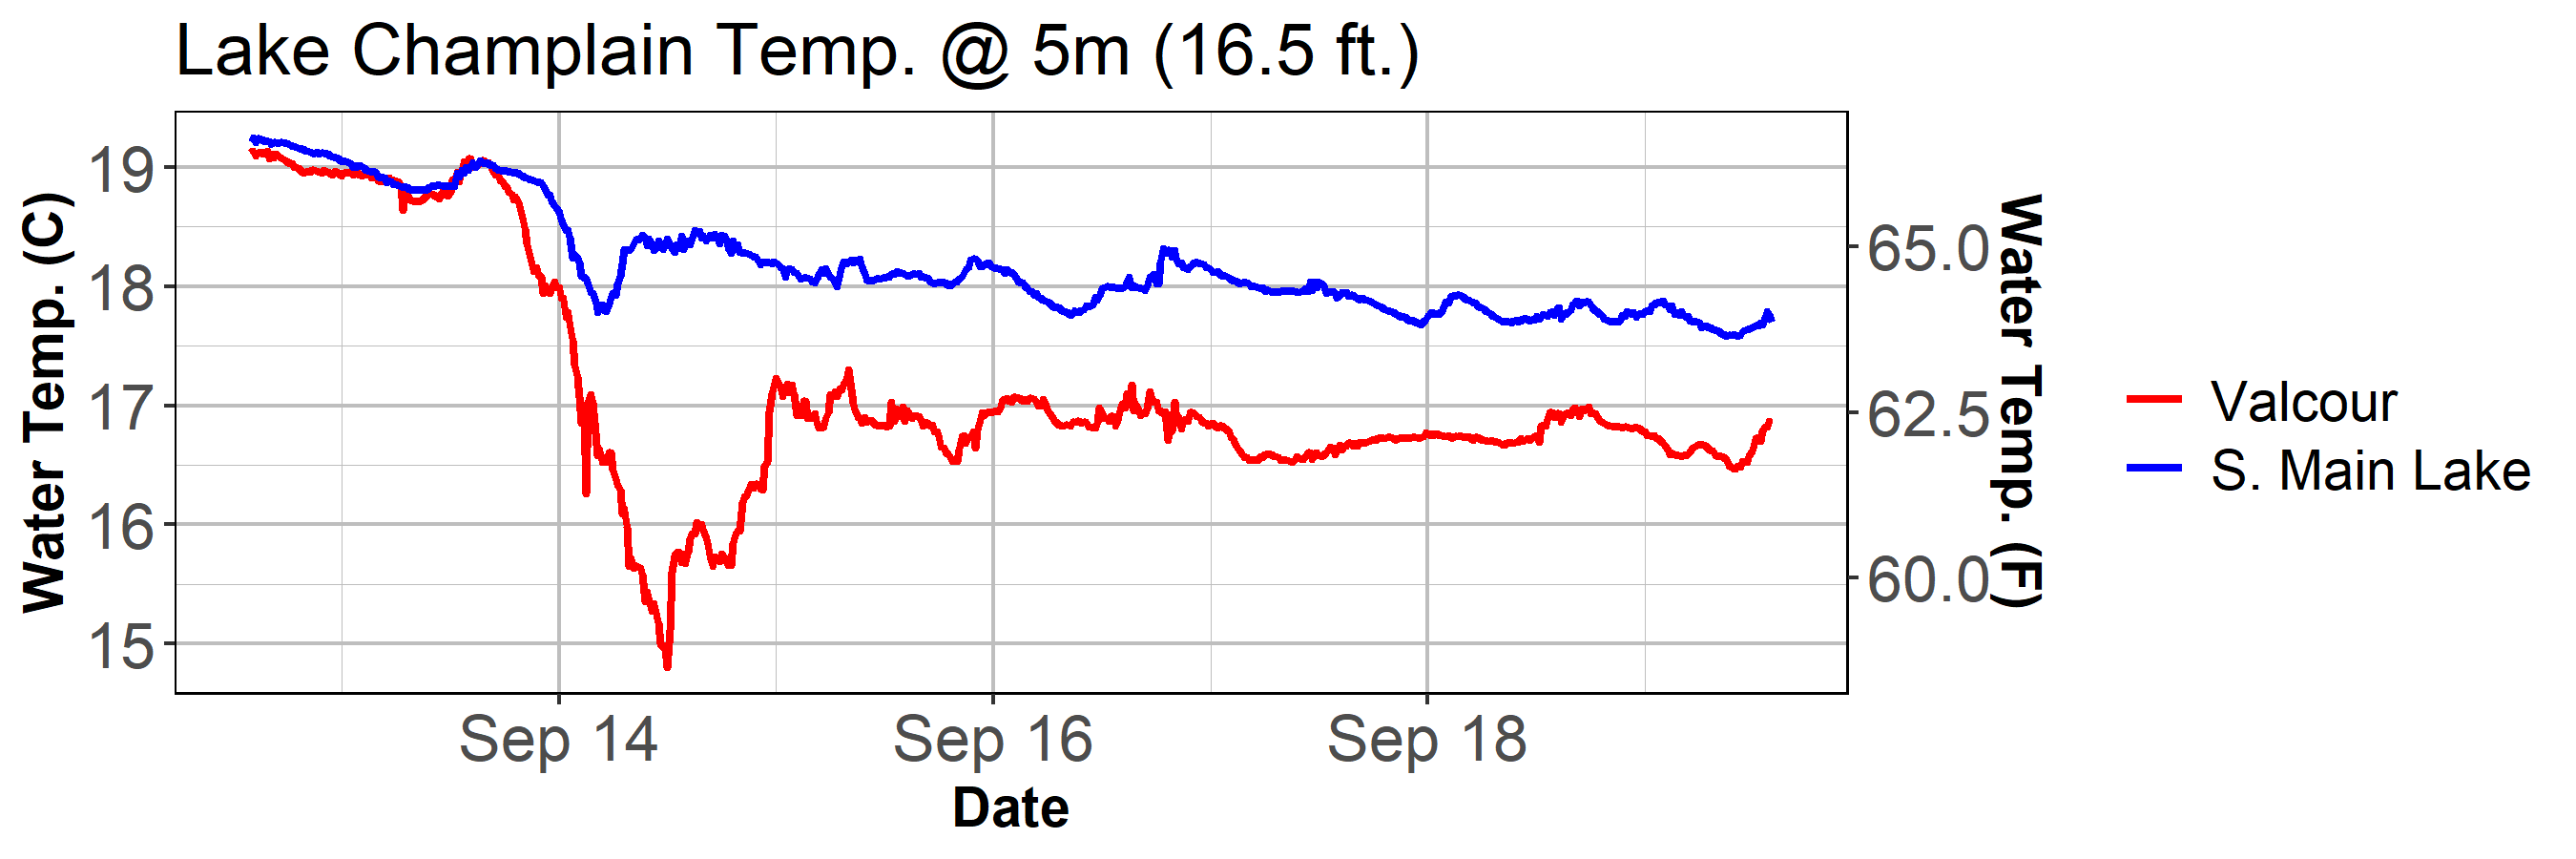 Lake Champlain Temp. @ 5m (16.5 ft.)
Water Temp. (C)
19
18
17
16
15
65.0
62.5
60.0
Water Temp. (F)
Valcour
S. Main Lake
Sep 14
Sep 16
Sep 18
Date